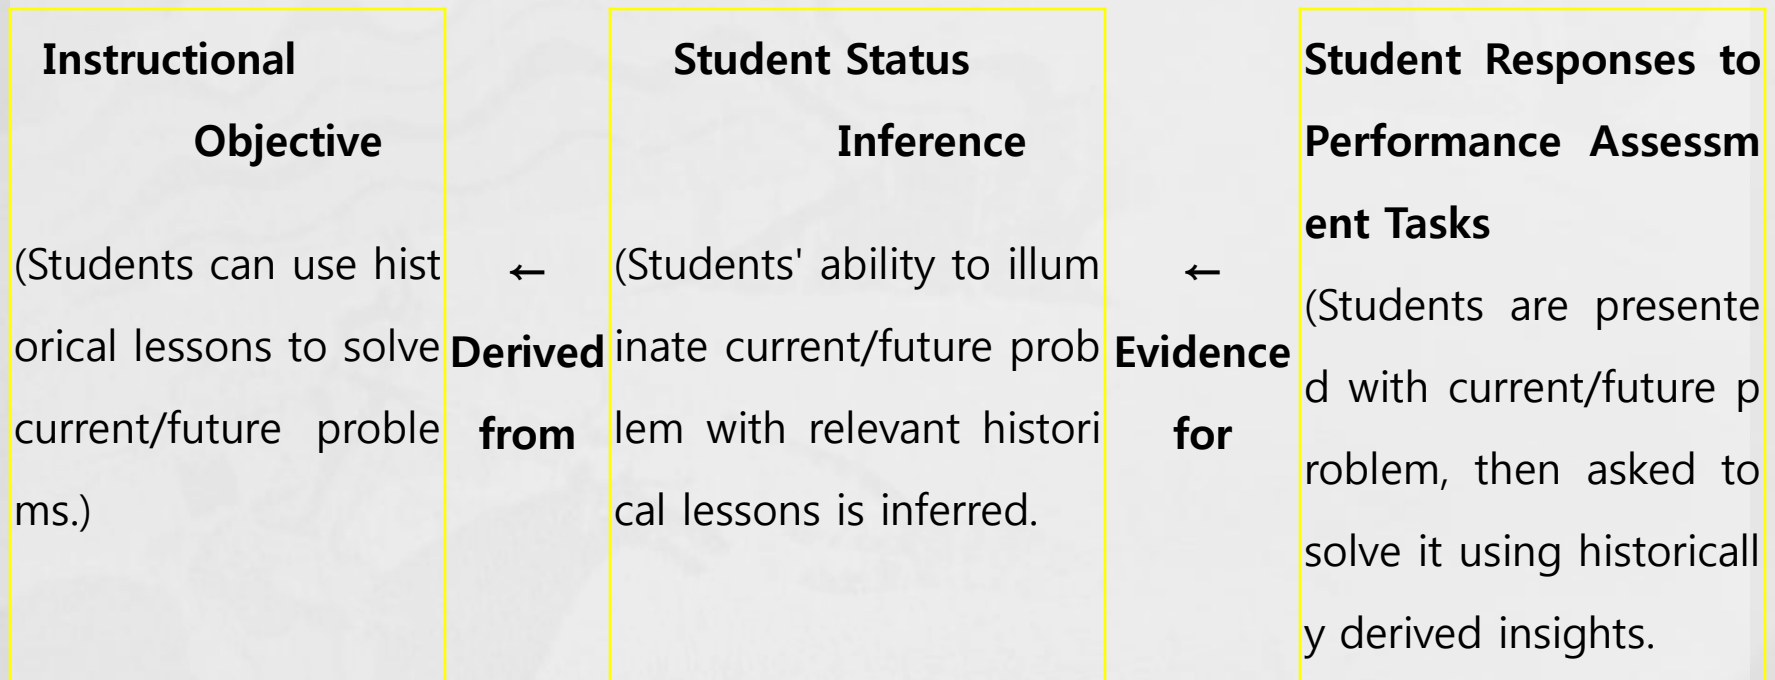 Instructional
Objective
(Students can use hist
orical lessons to solve
current/future proble
ms.)
←
Derived
from
Student Status
Inference
(Students' ability to illum
inate current/future prob
lem with relevant histori
cal lessons is inferred.
←
Evidence
for
Student Responses to
Performance Assessm
ent Tasks
(Students are presente
d with current/future p
roblem, then asked to
solve it using historicall
y derived insights.